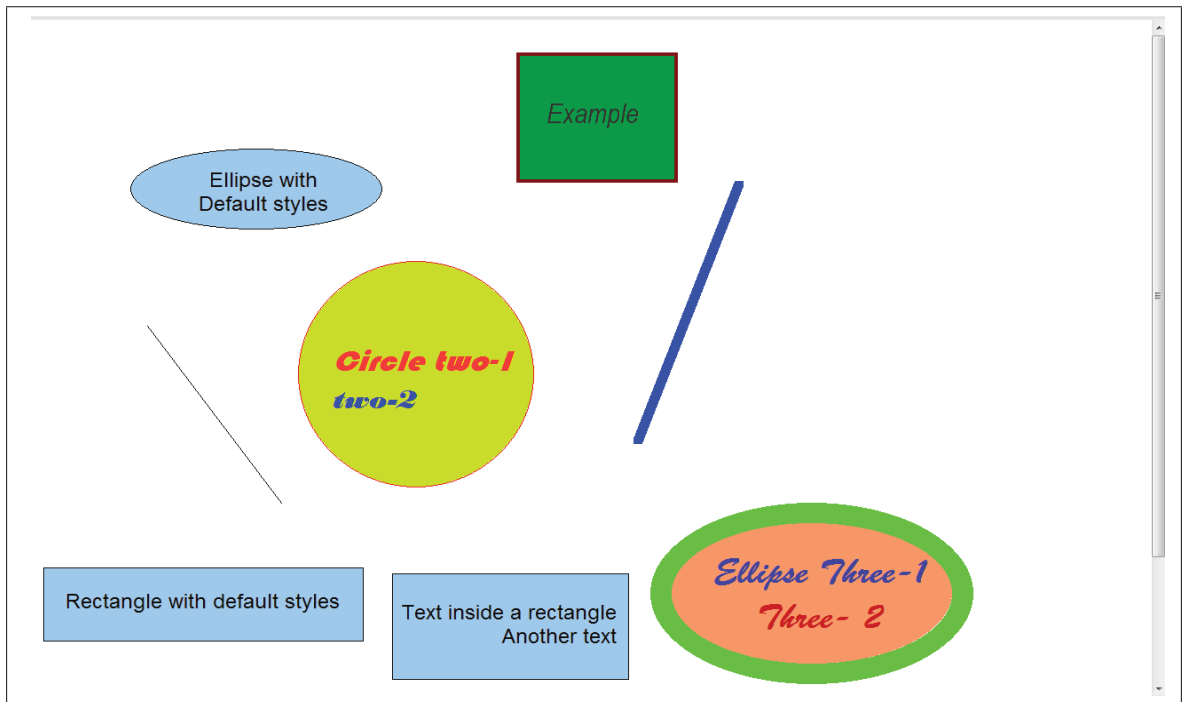 Example
Ellipse with
Default styles
Circle two-1
two-2
Rectangle with default styles
Text inside a rectangle
Another text
Ellipse Three-1
Three- 2